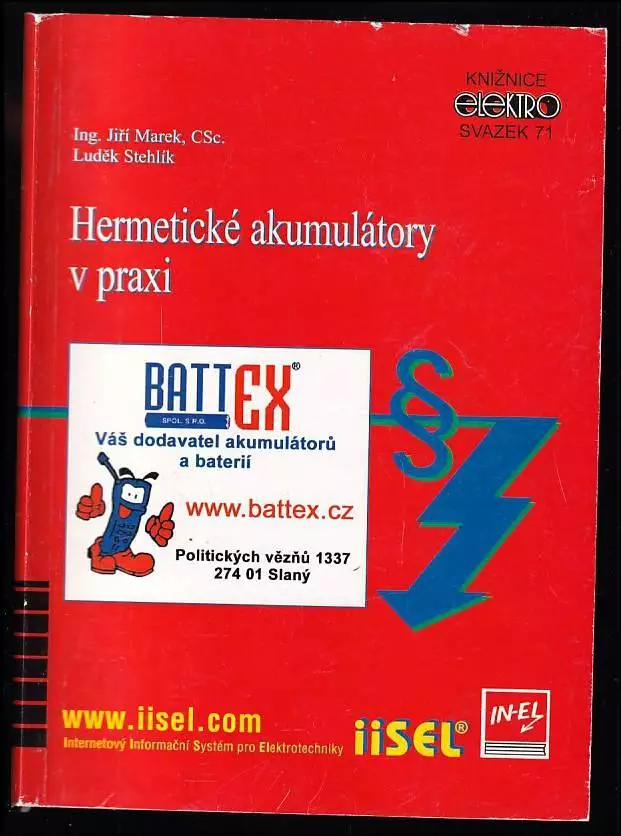 KNIŽNICE
ELEKTRO
SVAZEK 71
Ing. Jiří Marek, CSc.
Luděk Stehlík
Hermetické akumulátory
v praxi
BATTEX®
SPOL. S R.O.
Váš dodavatel akumulátorů
a baterií
www.battex.cz
Politických vězňů 1337
274 01 Slaný
www.iisel.com
Internetový Informační Systém pro Elektrotechniky
iiSEL®
IN-EL